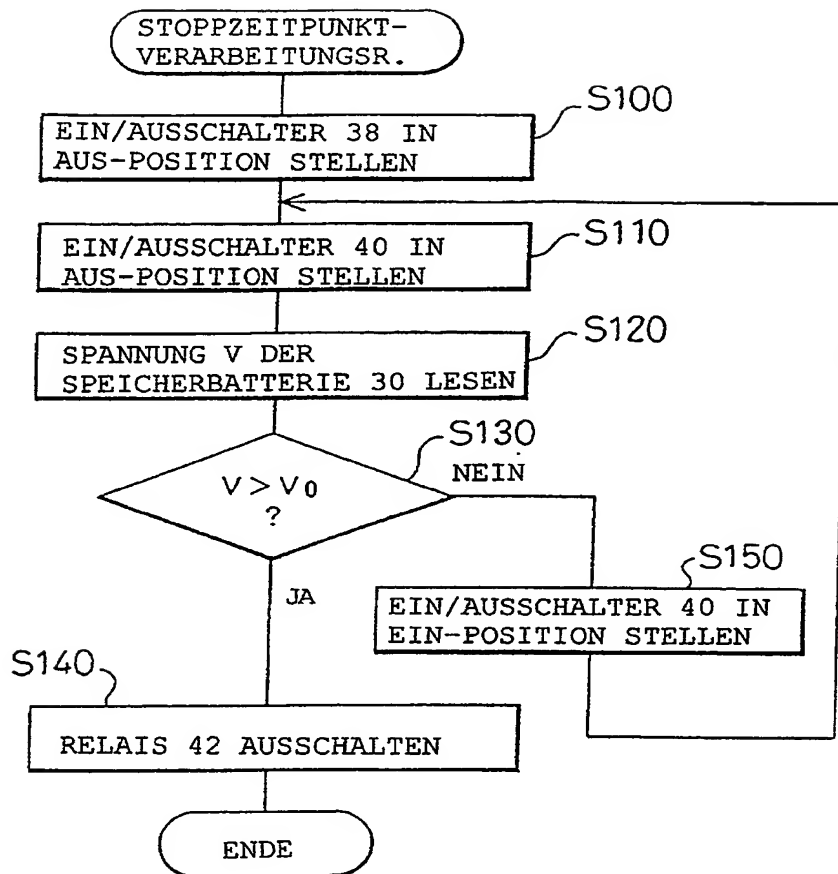 STOPPZEITPUNKT-
VERARBEITUNGSR.
S100
EIN/AUSSCHALTER 38 IN
AUS-POSITION STELLEN
S110
EIN/AUSSCHALTER 40 IN
AUS-POSITION STELLEN
S120
SPANNUNG V DER
SPEICHERBATTERIE 30 LESEN
S130
V > V0
?
NEIN
JA
S150
EIN/AUSSCHALTER 40 IN
EIN-POSITION STELLEN
S140
RELAIS 42 AUSSCHALTEN
ENDE